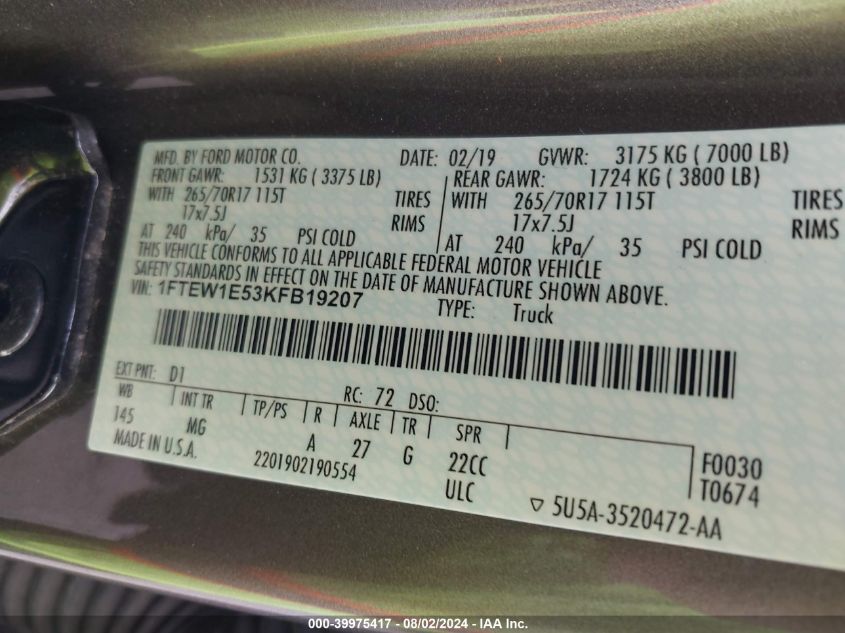 MFD. BY FORD MOTOR CO. DATE: 02/19 GVWR: 3175 KG ( 7000 LB)
FRONT GAWR: 1531 KG ( 3375 LB) REAR GAWR: 1724 KG ( 3800 LB)
WITH 265/70R17 115T TIRES WITH 265/70R17 115T TIRES
17x7.5J RIMS 17x7.5J RIMS
AT 240 kPa/ 35 PSI COLD AT 240 kPa/ 35 PSI COLD
THIS VEHICLE CONFORMS TO ALL APPLICABLE FEDERAL MOTOR VEHICLE
SAFETY STANDARDS IN EFFECT ON THE DATE OF MANUFACTURE SHOWN ABOVE.
VIN: 1FTEW1E53KFB19207 TYPE: Truck
EXT PNT: D1 RC: 72 DSO:
WB INT TR TP/PS R AXLE TR SPR
145 MG A 27 G 22CC F0030
MADE IN U.S.A. 2201902190554 ULC T0674
▽ 5U5A-3520472-AA
000-39975417 - 08/02/2024 - IAA Inc.